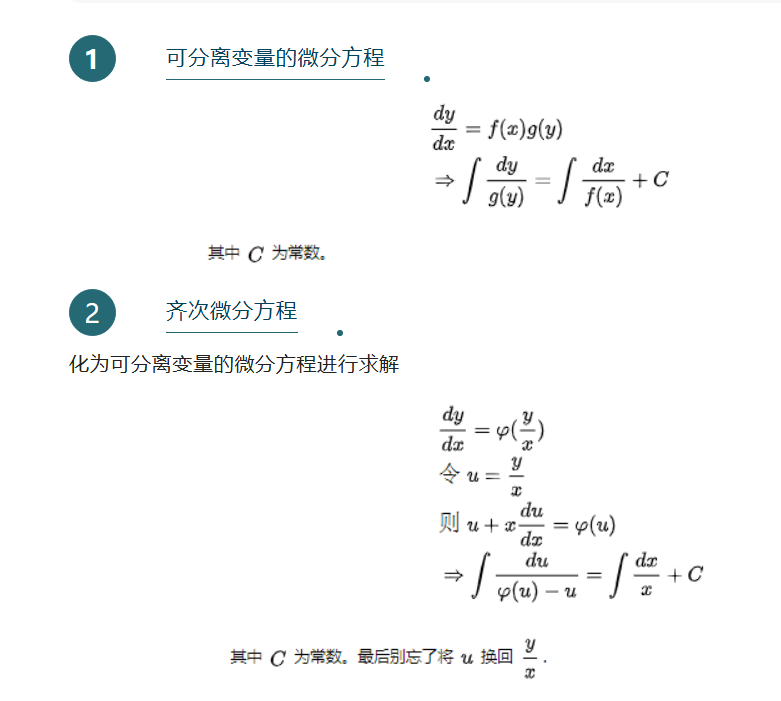 1 可分离变量的微分方程
\frac{dy}{dx} = f(x)g(y)
\Rightarrow \int \frac{dy}{g(y)} = \int \frac{dx}{f(x)} + C
其中 C 为常数。
2 齐次微分方程
化为可分离变量的微分方程进行求解
\frac{dy}{dx} = \varphi(\frac{y}{x})
令 u = \frac{y}{x}
则 u + x\frac{du}{dx} = \varphi(u)
\Rightarrow \int \frac{du}{\varphi(u) - u} = \int \frac{dx}{x} + C
其中 C 为常数。最后别忘了将 u 换回 \frac{y}{x} .